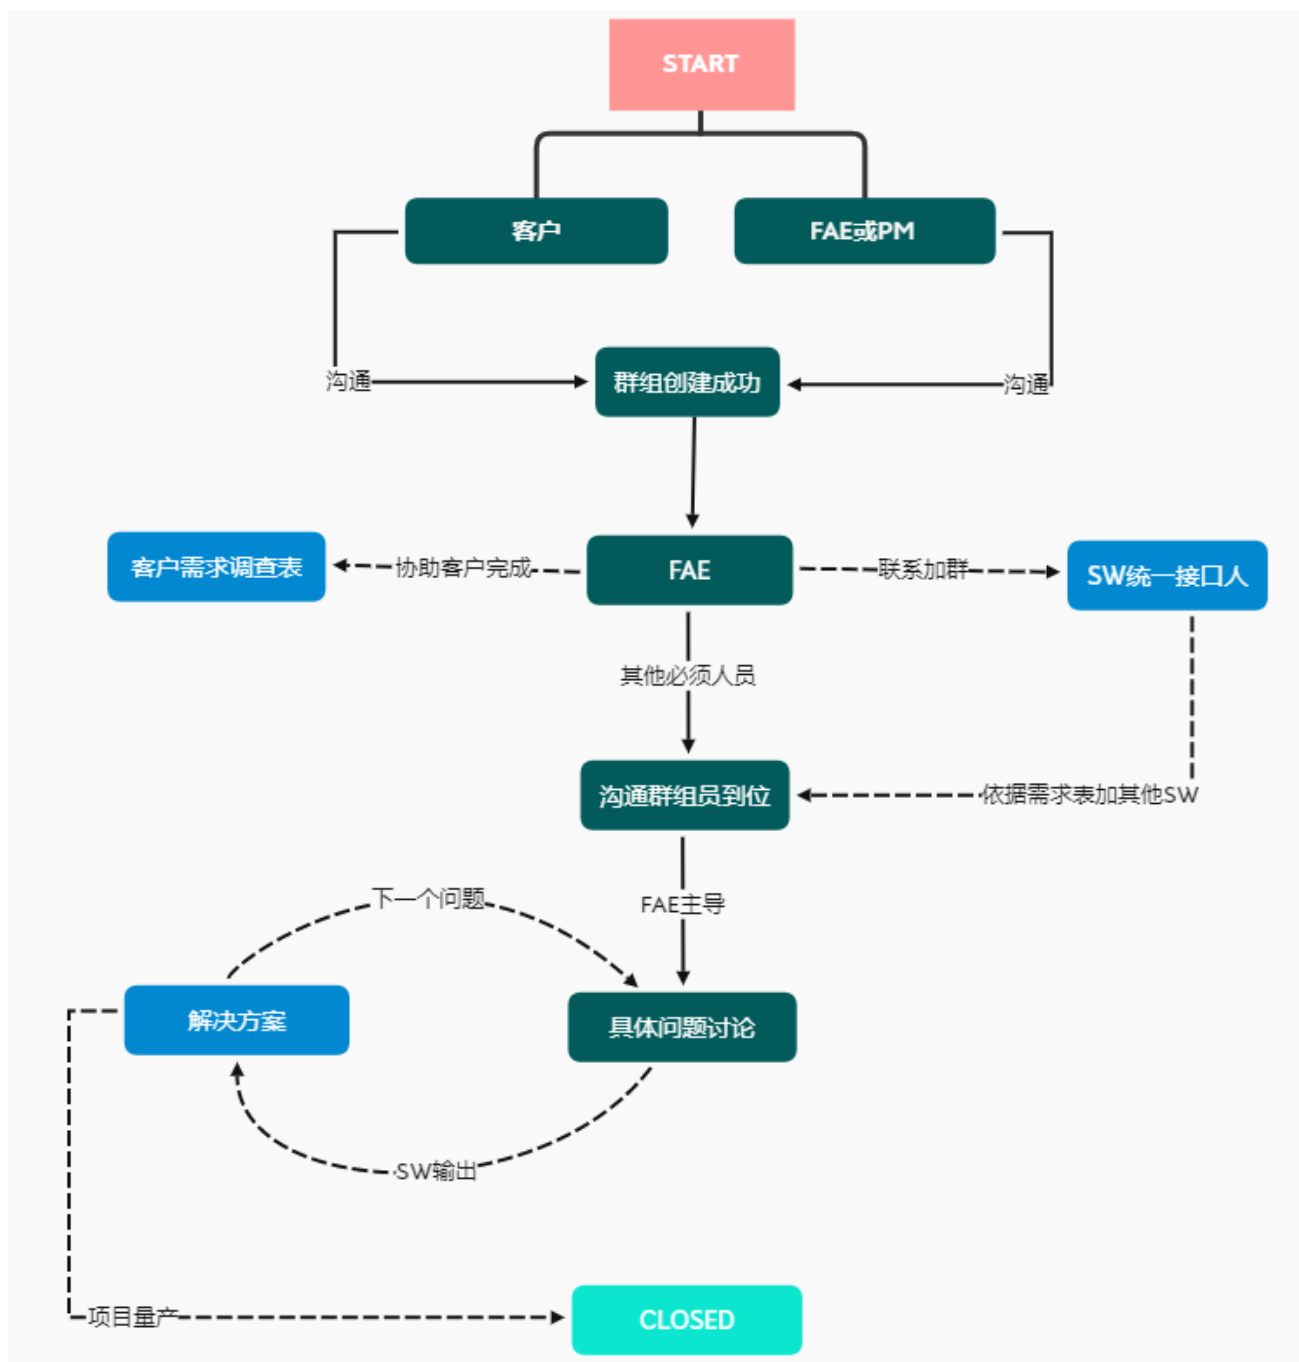 START
客户
FAE或PM
沟通
群组创建成功
沟通
客户需求调查表
协助客户完成
FAE
联系加群
SW统一接口人
其他必须人员
沟通群组员到位
依据需求表加其他SW
下一个问题
FAE主导
解决方案
具体问题讨论
SW输出
项目量产
CLOSED